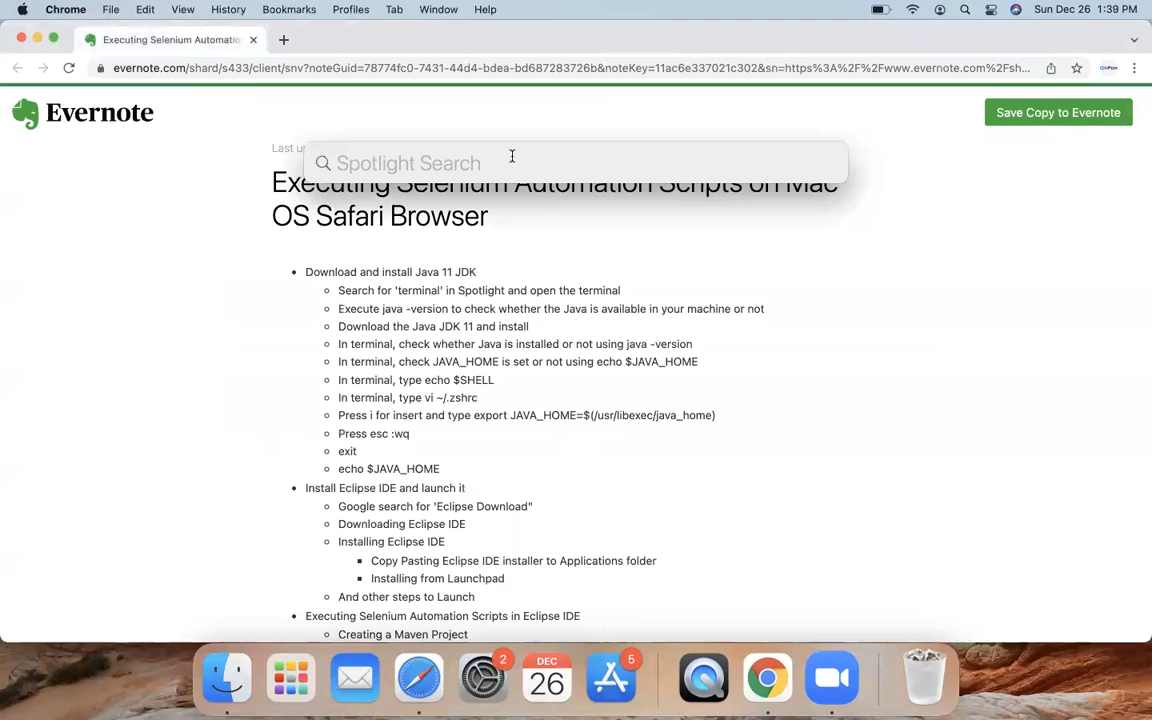 Chrome File Edit View History Bookmarks Profiles Tab Window Help Sun Dec 26 1:39 PM
Executing Selenium Automatio
evernote.com/shard/s433/client/snv?noteGuid=78774fc0-7431-44d4-bdea-bd687283726b&noteKey=11ac6e337021c302&sn=https%3A%2F%2Fwww.evernote.com%2Fsh...
Evernote
Save Copy to Evernote
Last
Spotlight Search
Executing Selenium Automation Scripts on Mac
OS Safari Browser
• Download and install Java 11 JDK
◦ Search for 'terminal' in Spotlight and open the terminal
◦ Execute java -version to check whether the Java is available in your machine or not
◦ Download the Java JDK 11 and install
◦ In terminal, check whether Java is installed or not using java -version
◦ In terminal, check JAVA_HOME is set or not using echo $JAVA_HOME
◦ In terminal, type echo $SHELL
◦ In terminal, type vi ~/.zshrc
◦ Press i for insert and type export JAVA_HOME=$(/usr/libexec/java_home)
◦ Press esc :wq
◦ exit
◦ echo $JAVA_HOME
• Install Eclipse IDE and launch it
◦ Google search for 'Eclipse Download"
◦ Downloading Eclipse IDE
◦ Installing Eclipse IDE
▪ Copy Pasting Eclipse IDE installer to Applications folder
▪ Installing from Launchpad
◦ And other steps to Launch
• Executing Selenium Automation Scripts in Eclipse IDE
◦ Creating a Maven Project
2
DEC
26
5